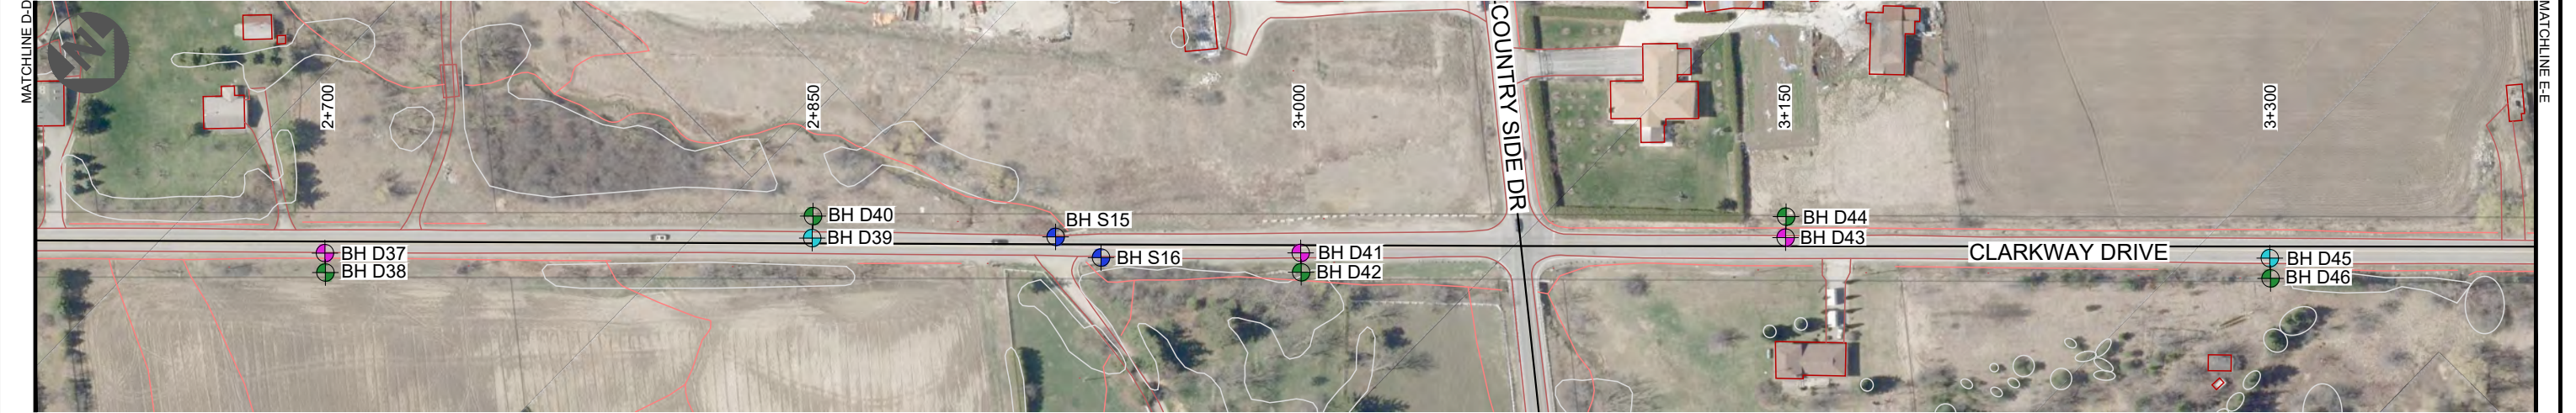 MATCHLINE D-D
N
2+700
2+850
3+000
COUNTRY SIDE DR
3+150
3+300
MATCHLINE E-E
BH D40
BH S15
BH D44
BH D39
BH D43
BH D37
BH D41
CLARKWAY DRIVE
BH S16
BH D45
BH D38
BH D42
BH D46